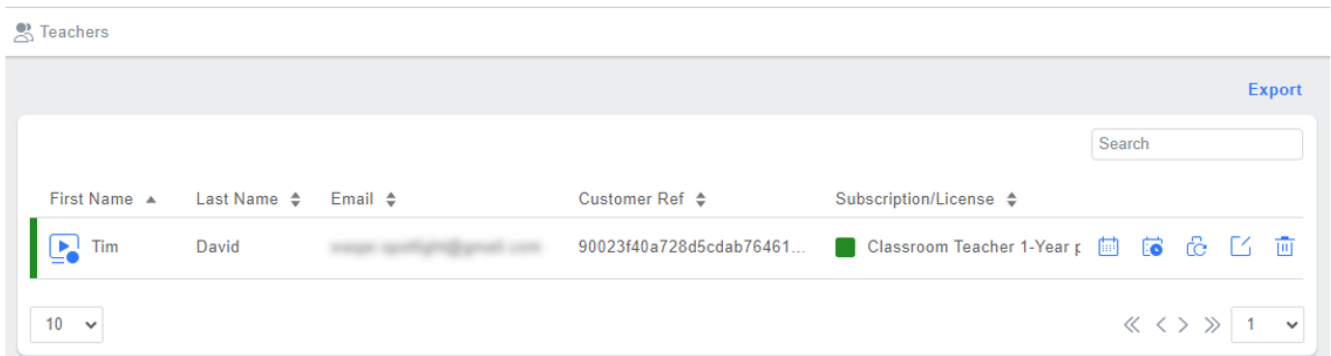 Teachers
Export
Search
First Name Last Name Email Customer Ref Subscription/License
Tim David 90023f40a728d5cdab76461... Classroom Teacher 1-Year p
10 1